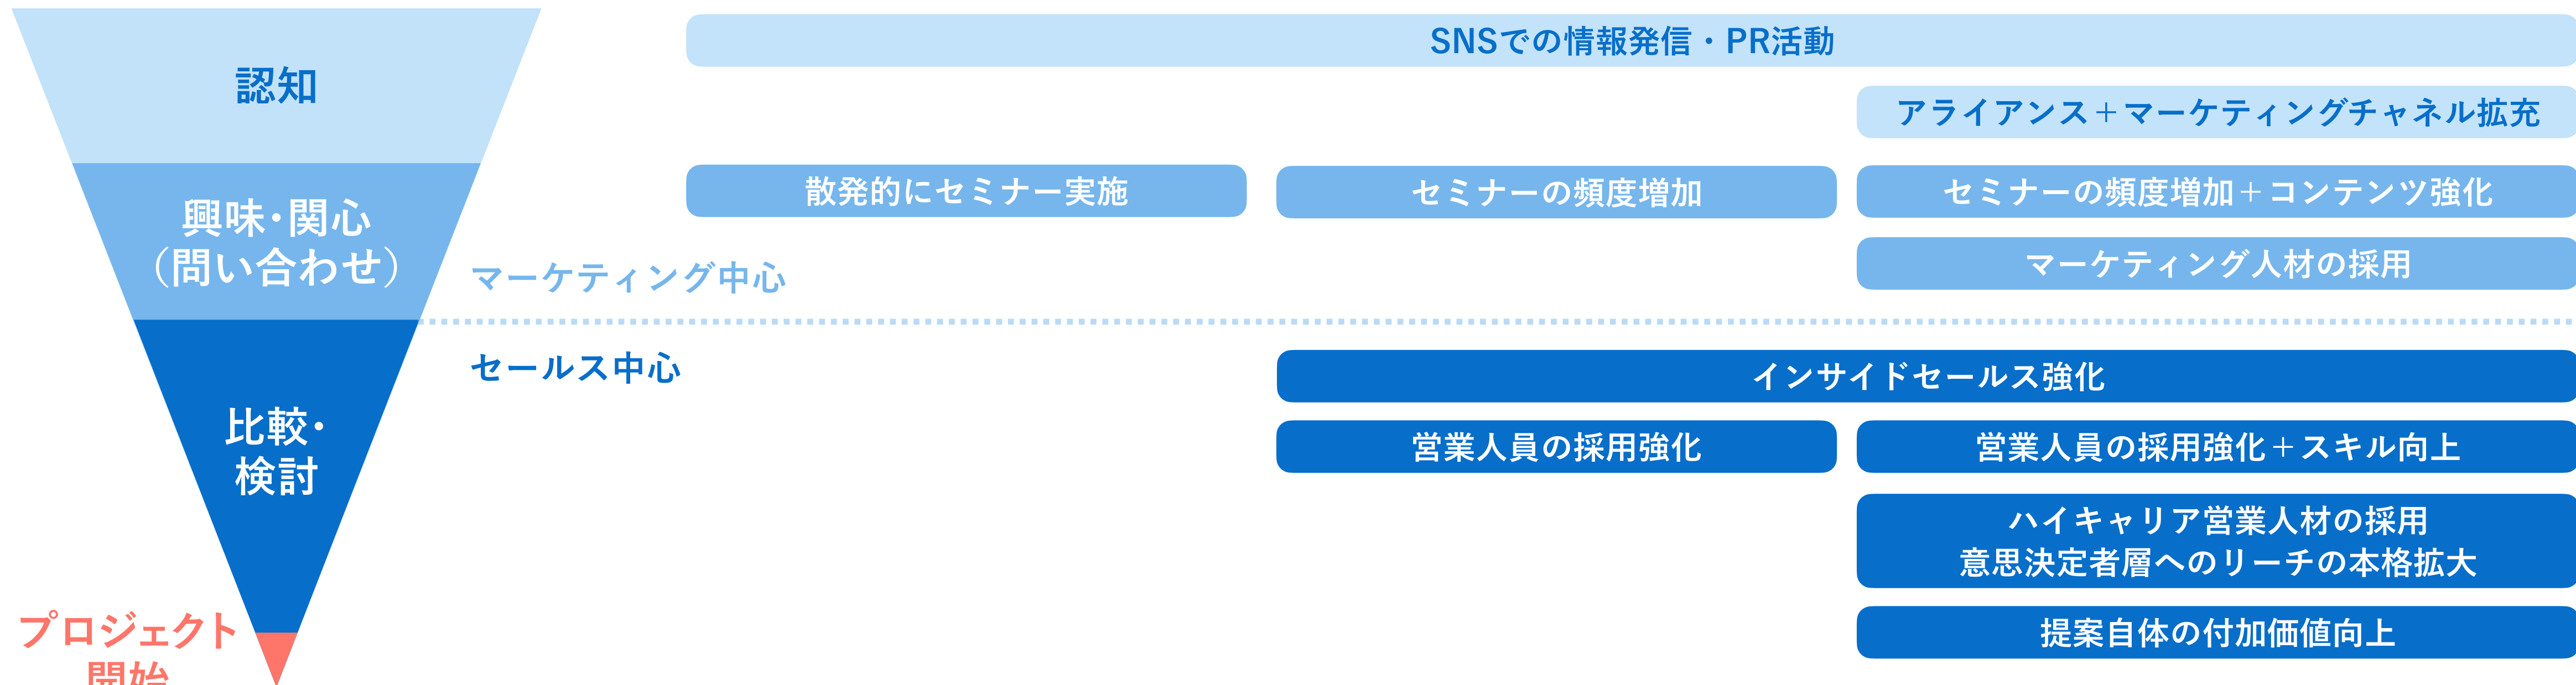 認知
興味・関心
（問い合わせ）
比較・
検討
プロジェクト
開始
マーケティング中心
セールス中心
SNSでの情報発信・PR活動
アライアンス＋マーケティングチャネル拡充
散発的にセミナー実施
セミナーの頻度増加
セミナーの頻度増加＋コンテンツ強化
マーケティング人材の採用
インサイドセールス強化
営業人員の採用強化
営業人員の採用強化＋スキル向上
ハイキャリア営業人材の採用
意思決定者層へのリーチの本格拡大
提案自体の付加価値向上